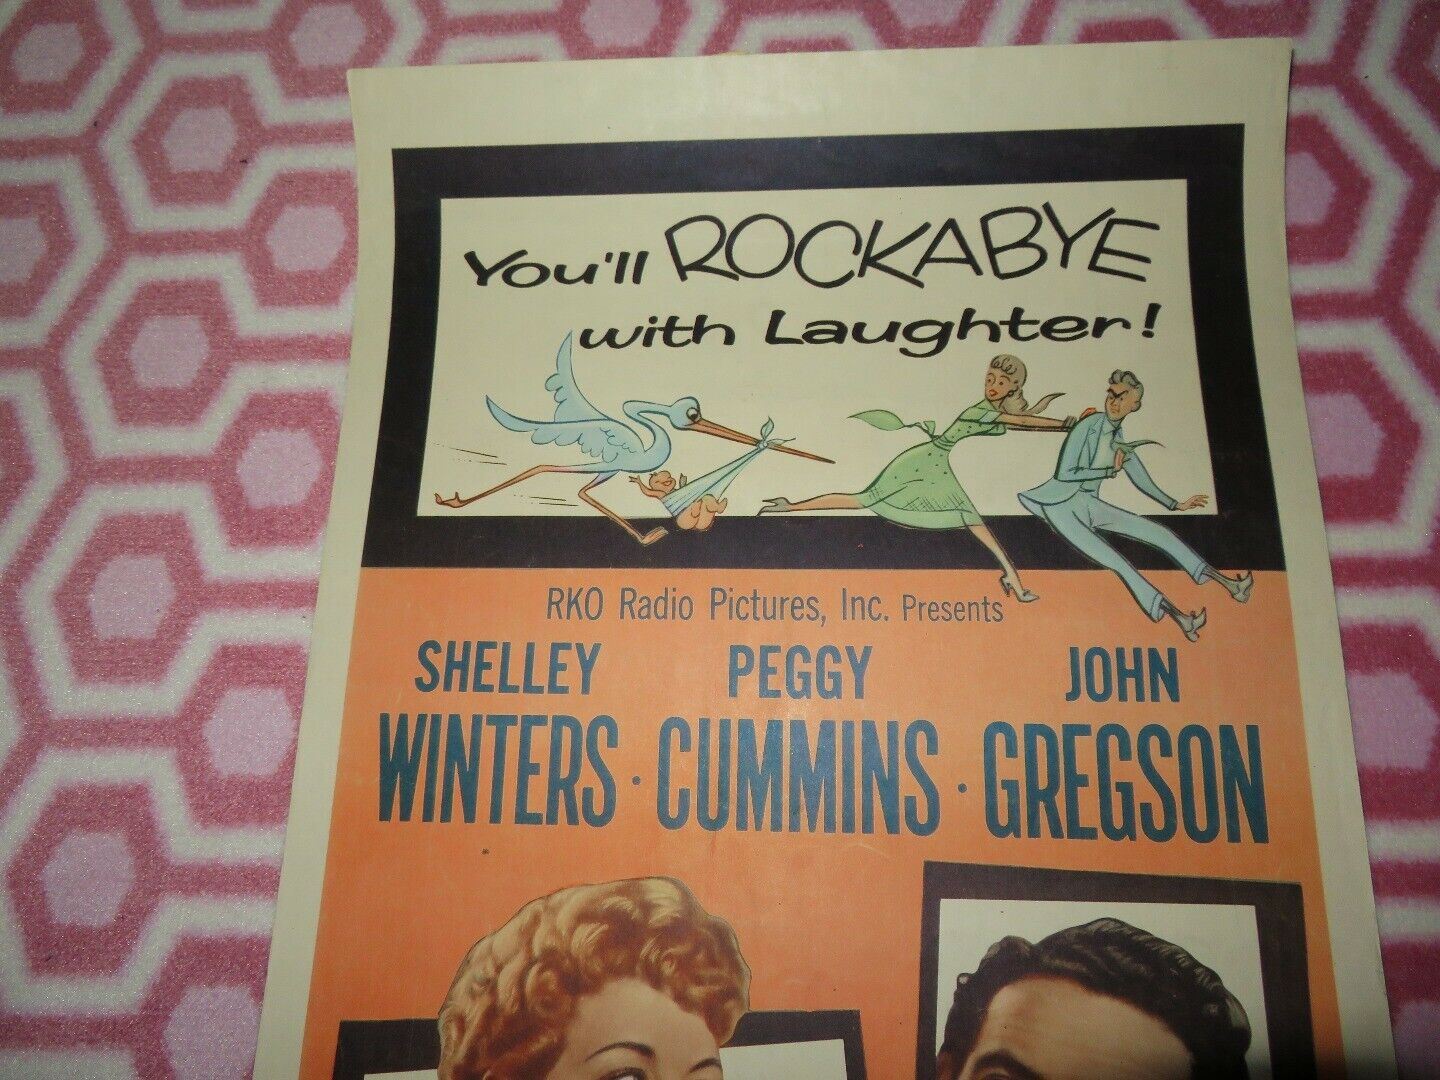 You'll ROCKABYE
with Laughter!
RKO Radio Pictures, Inc. Presents
SHELLEY PEGGY JOHN
WINTERS · CUMMINS · GREGSON